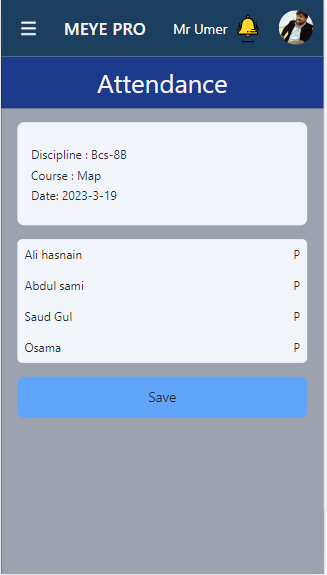 MEYE PRO Mr Umer
Attendance
Discipline : Bcs-8B
Course : Map
Date: 2023-3-19
Ali hasnain P
Abdul sami P
Saud Gul P
Osama P
Save